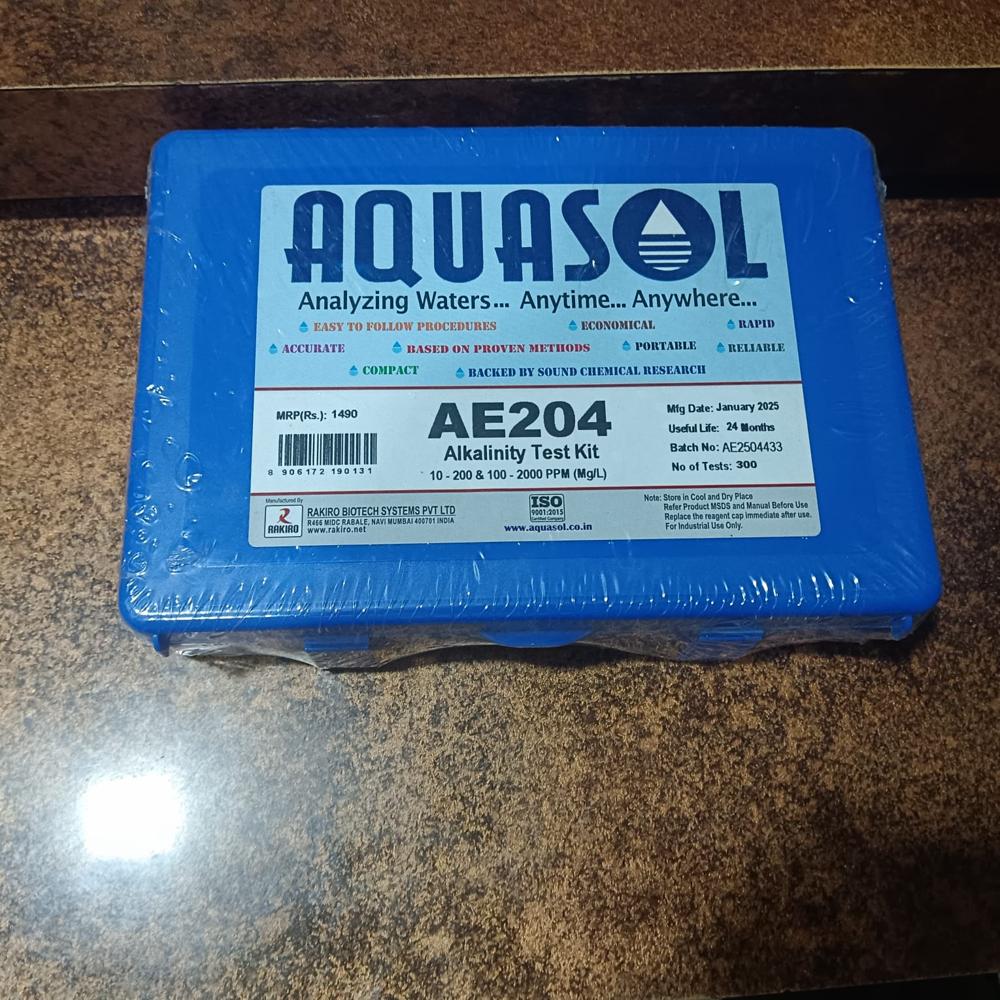 AQUASOL
Analyzing Waters... Anytime... Anywhere...
EASY TO FOLLOW PROCEDURES ECONOMICAL RAPID
ACCURATE BASED ON PROVEN METHODS PORTABLE RELIABLE
COMPACT BACKED BY SOUND CHEMICAL RESEARCH
MRP(Rs.): 1490
8 906172 190131
AE204
Alkalinity Test Kit
10 - 200 & 100 - 2000 PPM (Mg/L)
Mfg Date: January 2025
Useful Life: 24 Months
Batch No: AE2504433
No of Tests: 300
Manufactured By
RAKIRO
RAKIRO BIOTECH SYSTEMS PVT LTD
R466 MIDC RABALE, NAVI MUMBAI 400701 INDIA
www.rakiro.net
ISO
9001:2015
Certified Company
www.aquasol.co.in
Note: Store in Cool and Dry Place
Refer Product MSDS and Manual Before Use
Replace the reagent cap immediate after use.
For Industrial Use Only.